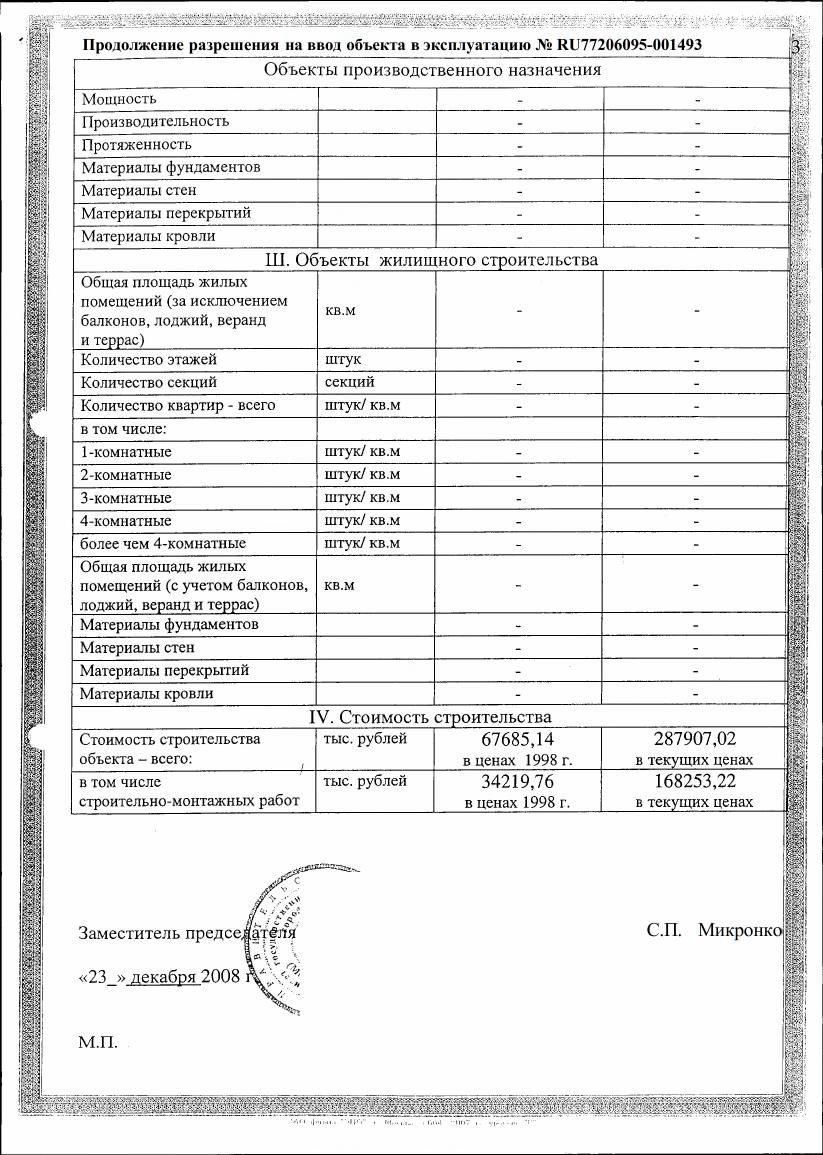 Продолжение разрешения на ввод объекта в эксплуатацию № RU77206095-001493
3
Объекты производственного назначения
Мощность - -
Производительность - -
Протяженность - -
Материалы фундаментов - -
Материалы стен - -
Материалы перекрытий - -
Материалы кровли - -
Ш. Объекты жилищного строительства
Общая площадь жилых
помещений (за исключением
балконов, лоджий, веранд
и террас)
кв.м - -
Количество этажей штук - -
Количество секций секций - -
Количество квартир - всего штук/ кв.м - -
в том числе:
1-комнатные штук/ кв.м - -
2-комнатные штук/ кв.м - -
3-комнатные штук/ кв.м - -
4-комнатные штук/ кв.м - -
более чем 4-комнатные штук/ кв.м - -
Общая площадь жилых
помещений (с учетом балконов,
лоджий, веранд и террас)
кв.м - -
Материалы фундаментов - -
Материалы стен - -
Материалы перекрытий - -
Материалы кровли - -
IV. Стоимость строительства
Стоимость строительства тыс. рублей 67685,14 287907,02
объекта – всего: в ценах 1998 г. в текущих ценах
в том числе тыс. рублей 34219,76 168253,22
строительно-монтажных работ в ценах 1998 г. в текущих ценах
Заместитель председателя С.П. Микронко
«23_» декабря 2008 г
М.П.